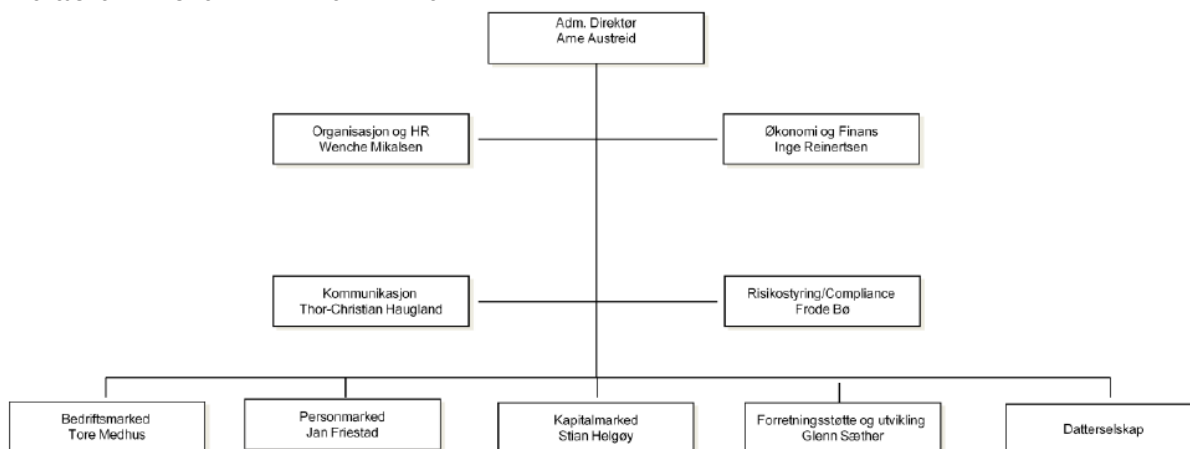 Adm. Direktør
Arne Austreid
Organisasjon og HR
Wenche Mikalsen
Økonomi og Finans
Inge Reinertsen
Kommunikasjon
Thor-Christian Haugland
Risikostyring/Compliance
Frode Bø
Bedriftsmarked
Tore Medhus
Personmarked
Jan Friestad
Kapitalmarked
Stian Helgøy
Forretningsstøtte og utvikling
Glenn Sæther
Datterselskap